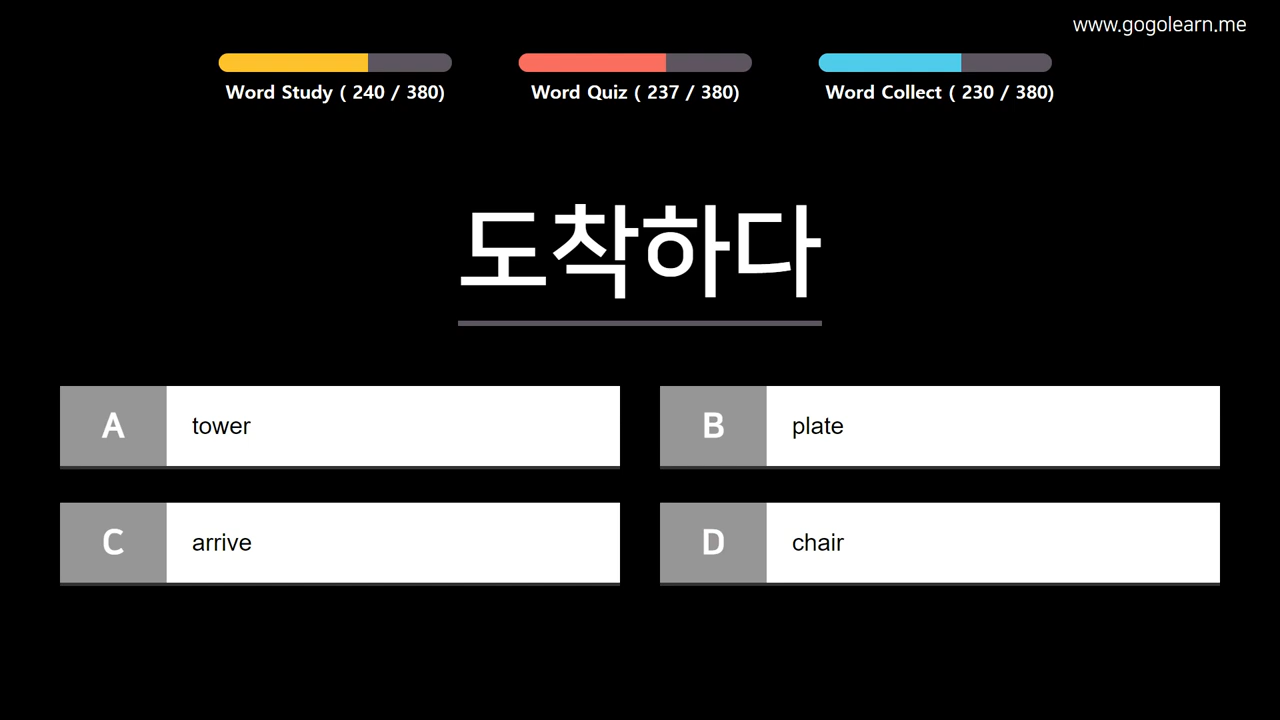 www.gogolearn.me
Word Study ( 240 / 380)
Word Quiz ( 237 / 380)
Word Collect ( 230 / 380)
도착하다
A tower
B plate
C arrive
D chair